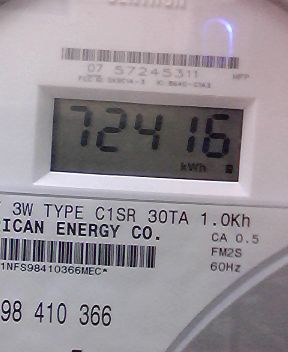 07 57245311
72416
kWh
3W TYPE C1SR 30TA 1.0Kh
ICAN ENERGY CO.
CA 0.5
FM2S
1NFS98410366MEC*
60Hz
98 410 366